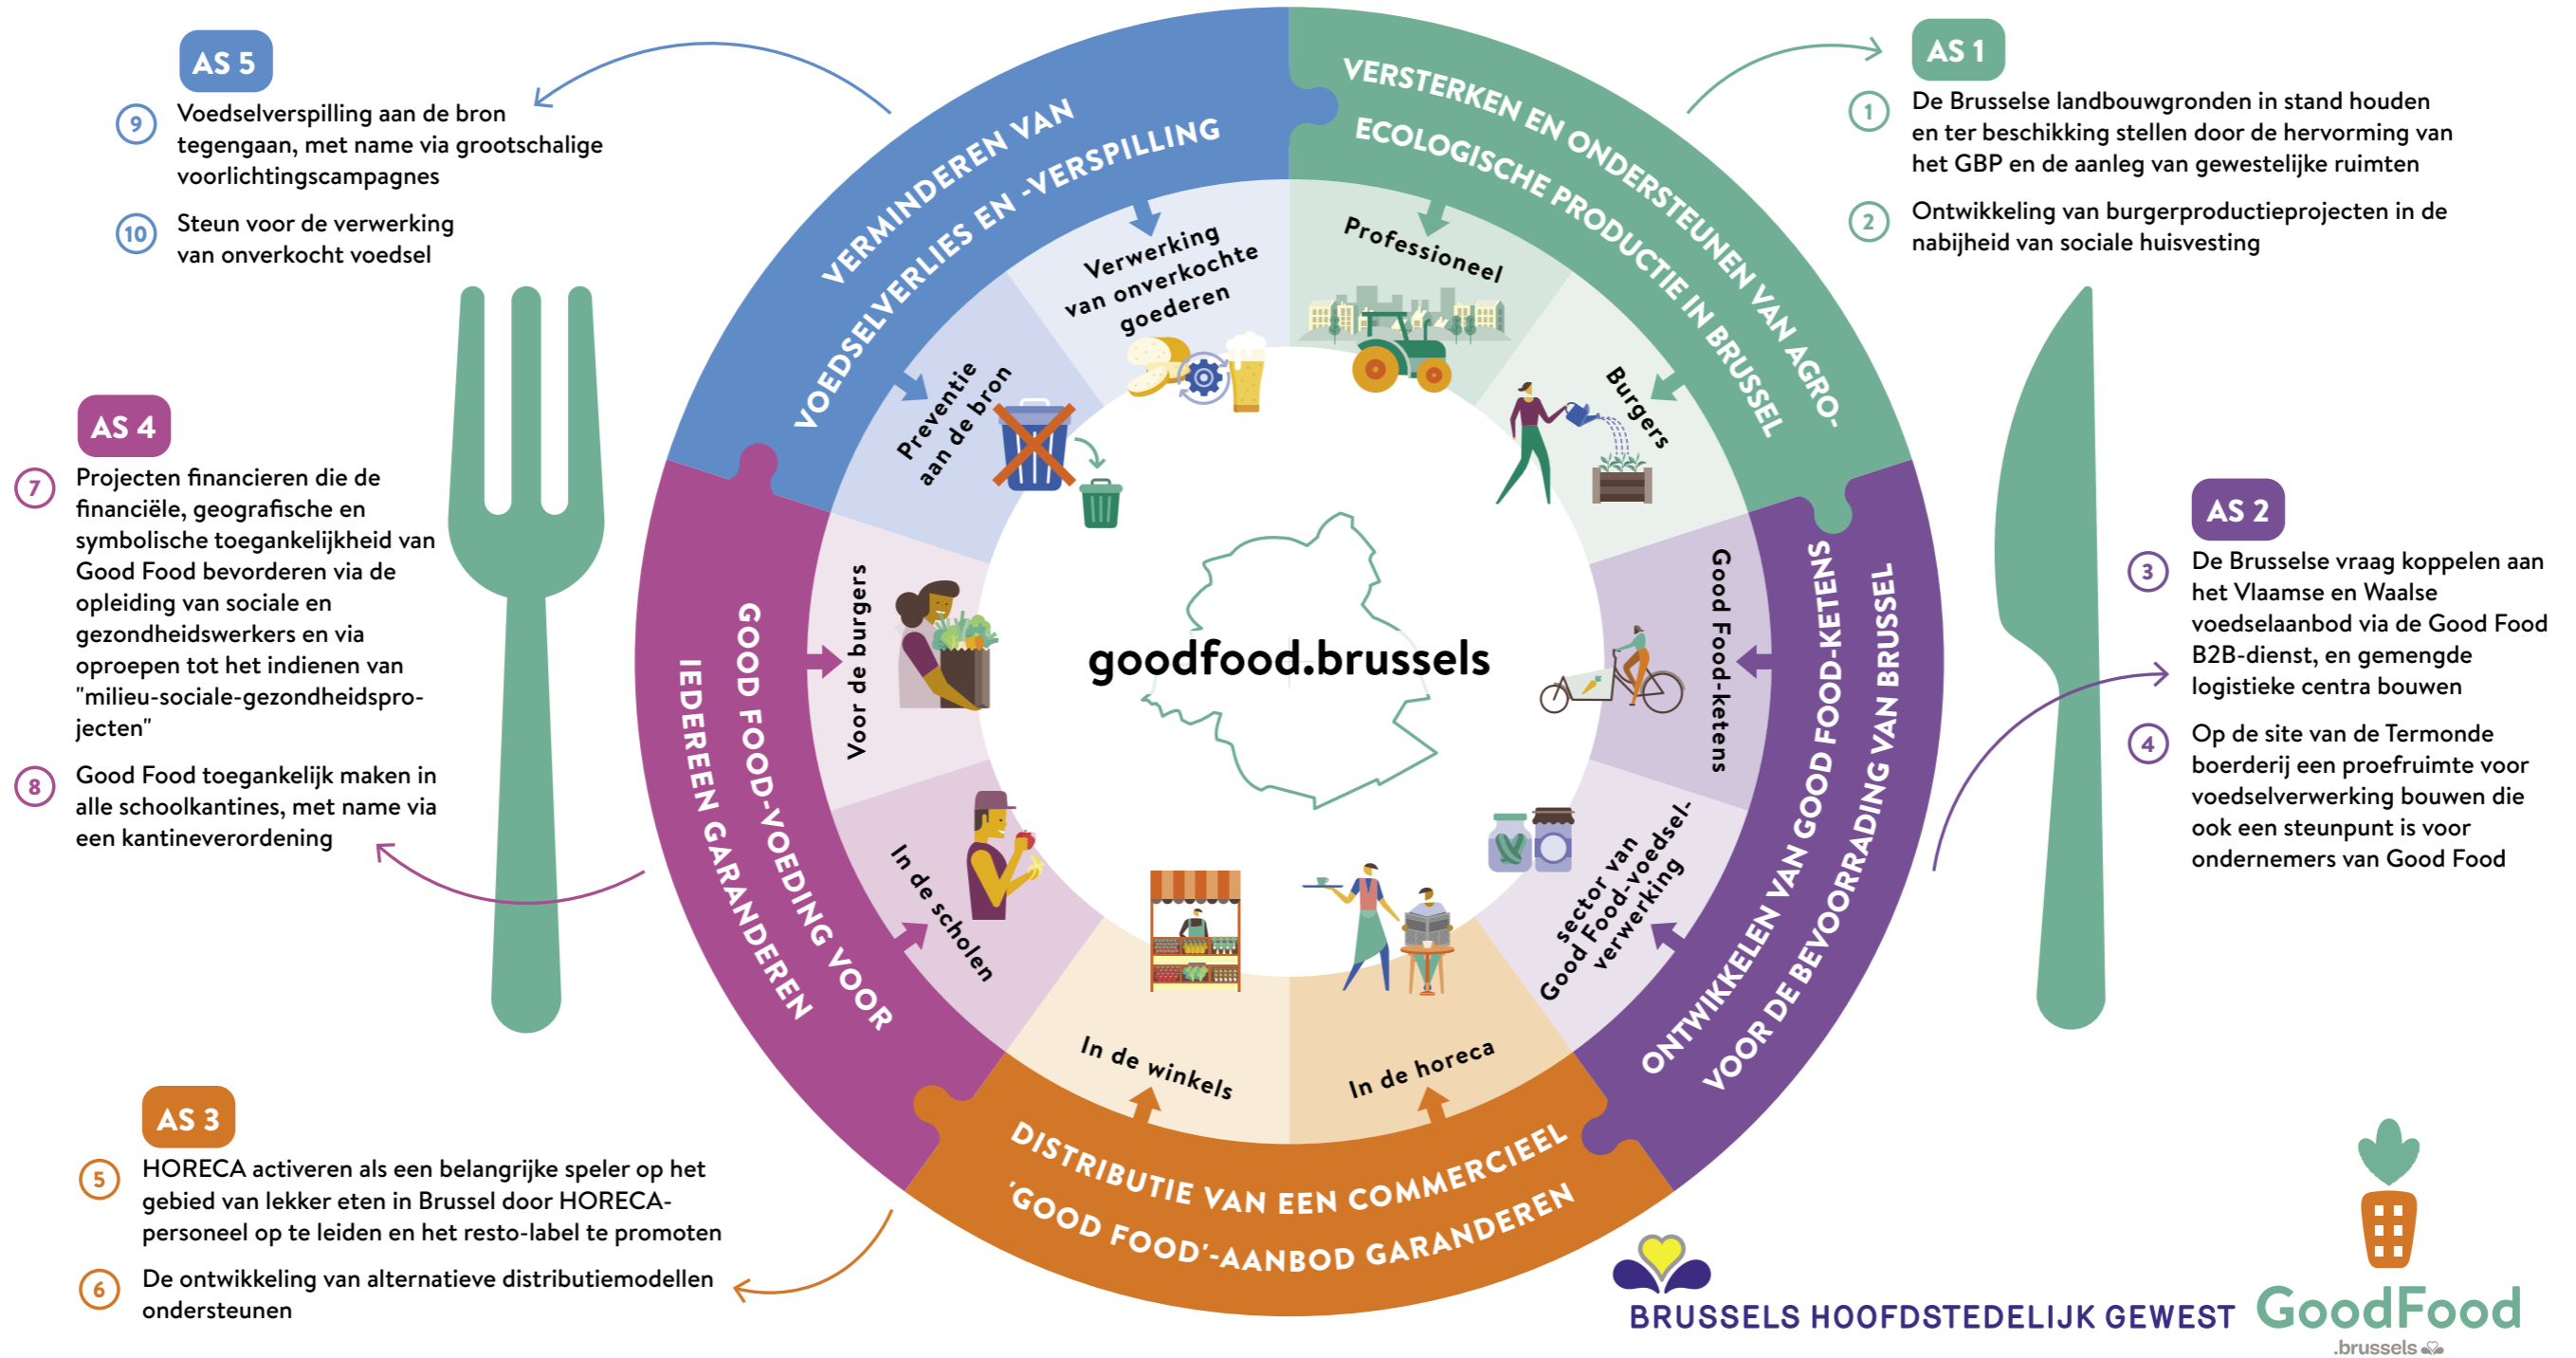 AS 5
9
Voedselverspilling aan de bron
tegengaan, met name via grootschalige
voorlichtingscampagnes
10
Steun voor de verwerking
van onverkocht voedsel
AS 4
7
Projecten financieren die de
financiële, geografische en
symbolische toegankelijkheid van
Good Food bevorderen via de
opleiding van sociale en
gezondheidswerkers en via
oproepen tot het indienen van
"milieu-sociale-gezondheidspro-
jecten"
8
Good Food toegankelijk maken in
alle schoolkantines, met name via
een kantineverordening
AS 3
5
HORECA activeren als een belangrijke speler op het
gebied van lekker eten in Brussel door HORECA-
personeel op te leiden en het resto-label te promoten
6
De ontwikkeling van alternatieve distributiemodellen
ondersteunen
VERMINDEREN VAN
VOEDSELVERLIES EN -VERSPILLING
Verwerking
van onverkochte
goederen
Preventie
aan de bron
VERSTERKEN EN ONDERSTEUNEN VAN AGRO-
ECOLOGISCHE PRODUCTIE IN BRUSSEL
Professioneel
Burgers
GOOD FOOD-VOEDING VOOR
IEDEREEN GARANDEREN
Voor de burgers
In de scholen
goodfood.brussels
ONTWIKKELEN VAN GOOD FOOD-KETENS
VOOR DE BEVOORRADING VAN BRUSSEL
Good Food-ketens
sector van
Good Food-voedsel-
verwerking
In de winkels
In de horeca
DISTRIBUTIE VAN EEN COMMERCIEEL
'GOOD FOOD'-AANBOD GARANDEREN
AS 1
1
De Brusselse landbouwgronden in stand houden
en ter beschikking stellen door de hervorming van
het GBP en de aanleg van gewestelijke ruimten
2
Ontwikkeling van burgerproductieprojecten in de
nabijheid van sociale huisvesting
AS 2
3
De Brusselse vraag koppelen aan
het Vlaamse en Waalse
voedselaanbod via de Good Food
B2B-dienst, en gemengde
logistieke centra bouwen
4
Op de site van de Termonde
boerderij een proefruimte voor
voedselverwerking bouwen die
ook een steunpunt is voor
ondernemers van Good Food
BRUSSELS HOOFDSTEDELIJK GEWEST
GoodFood
.brussels